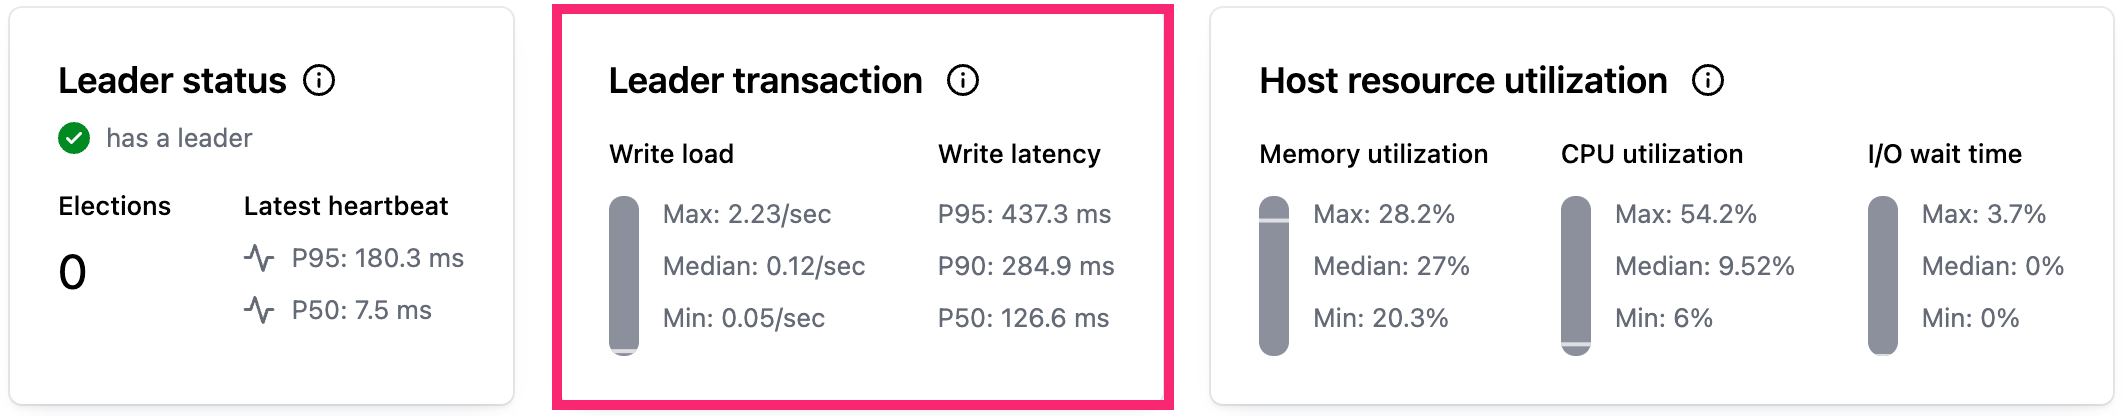 Leader status
has a leader
Elections
0
Latest heartbeat
P95: 180.3 ms
P50: 7.5 ms
Leader transaction
Write load
Max: 2.23/sec
Median: 0.12/sec
Min: 0.05/sec
Write latency
P95: 437.3 ms
P90: 284.9 ms
P50: 126.6 ms
Host resource utilization
Memory utilization
Max: 28.2%
Median: 27%
Min: 20.3%
CPU utilization
Max: 54.2%
Median: 9.52%
Min: 6%
I/O wait time
Max: 3.7%
Median: 0%
Min: 0%